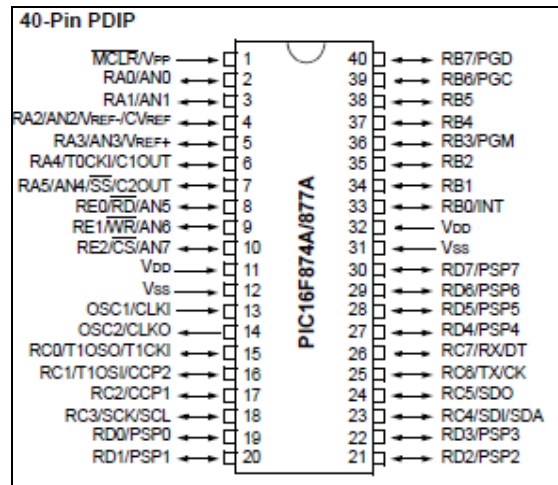 40-Pin PDIP
MCLR/VPP 1 40 RB7/PGD
RA0/AN0 2 39 RB6/PGC
RA1/AN1 3 38 RB5
RA2/AN2/VREF-/CVREF 4 37 RB4
RA3/AN3/VREF+ 5 36 RB3/PGM
RA4/T0CKI/C1OUT 6 35 RB2
RA5/AN4/SS/C2OUT 7 34 RB1
RE0/RD/AN5 8 33 RB0/INT
RE1/WR/AN6 9 32 VDD
RE2/CS/AN7 10 31 VSS
VDD 11 30 RD7/PSP7
VSS 12 29 RD6/PSP6
OSC1/CLKI 13 28 RD5/PSP5
OSC2/CLKO 14 27 RD4/PSP4
RC0/T1OSO/T1CKI 15 26 RC7/RX/DT
RC1/T1OSI/CCP2 16 25 RC6/TX/CK
RC2/CCP1 17 24 RC5/SDO
RC3/SCK/SCL 18 23 RC4/SDI/SDA
RD0/PSP0 19 22 RD3/PSP3
RD1/PSP1 20 21 RD2/PSP2
PIC16F874A/877A